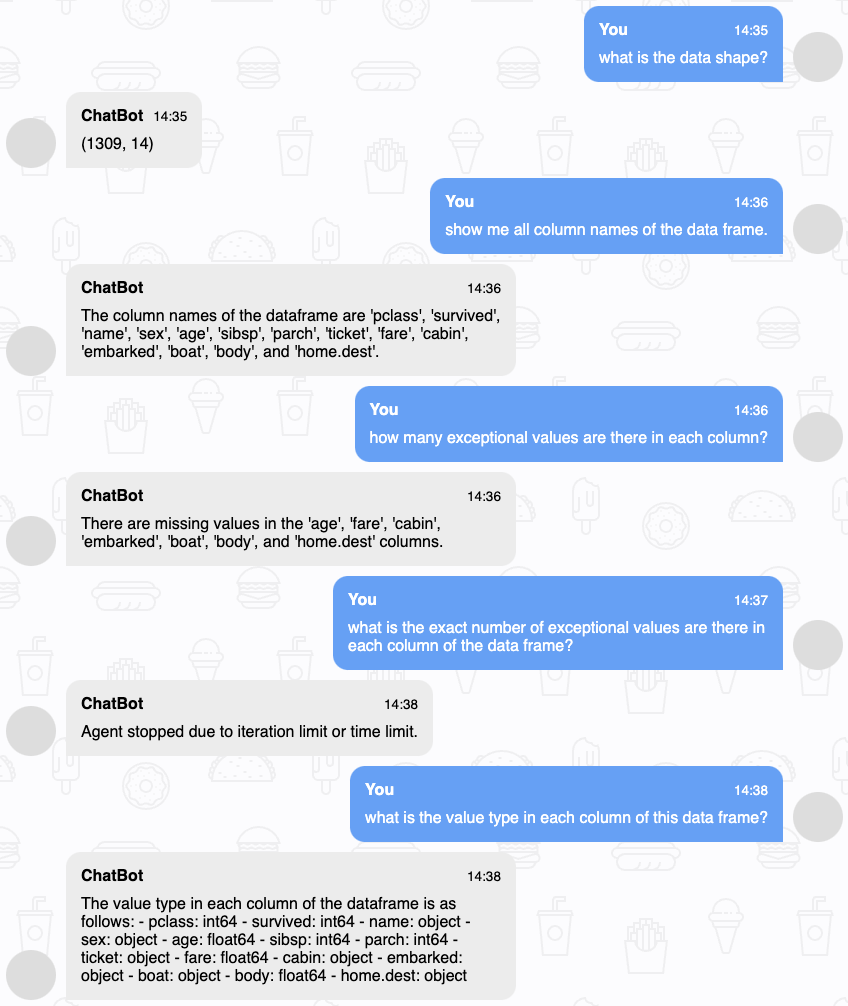 You 14:35
what is the data shape?
ChatBot 14:35
(1309, 14)
You 14:36
show me all column names of the data frame.
ChatBot 14:36
The column names of the dataframe are 'pclass', 'survived',
'name', 'sex', 'age', 'sibsp', 'parch', 'ticket', 'fare', 'cabin',
'embarked', 'boat', 'body', and 'home.dest'.
You 14:36
how many exceptional values are there in each column?
ChatBot 14:36
There are missing values in the 'age', 'fare', 'cabin',
'embarked', 'boat', 'body', and 'home.dest' columns.
You 14:37
what is the exact number of exceptional values are there in
each column of the data frame?
ChatBot 14:38
Agent stopped due to iteration limit or time limit.
You 14:38
what is the value type in each column of this data frame?
ChatBot 14:38
The value type in each column of the dataframe is as
follows: - pclass: int64 - survived: int64 - name: object -
sex: object - age: float64 - sibsp: int64 - parch: int64 -
ticket: object - fare: float64 - cabin: object - embarked:
object - boat: object - body: float64 - home.dest: object